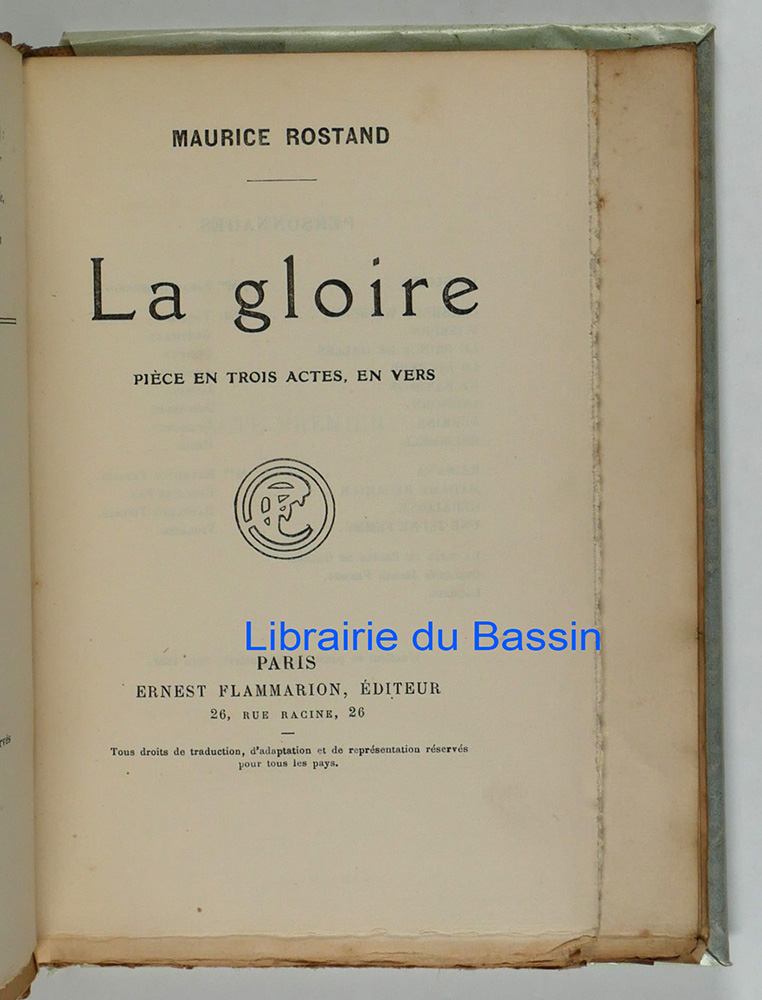 MAURICE ROSTAND
La gloire
PIÈCE EN TROIS ACTES, EN VERS
Librairie du Bassin
PARIS
ERNEST FLAMMARION, ÉDITEUR
26, RUE RACINE, 26
Tous droits de traduction, d'adaptation et de représentation réservés
pour tous les pays.